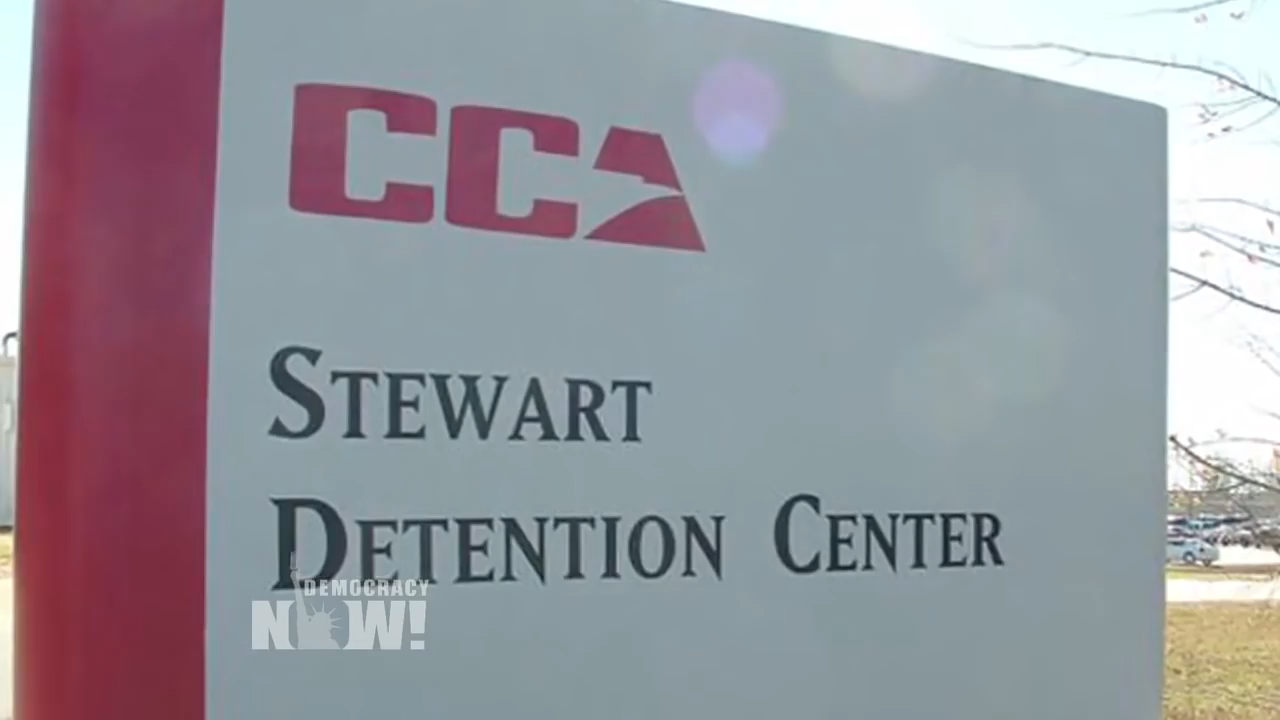 CCA
STEWART
DETENTION CENTER
DEMOCRACY
NOW!